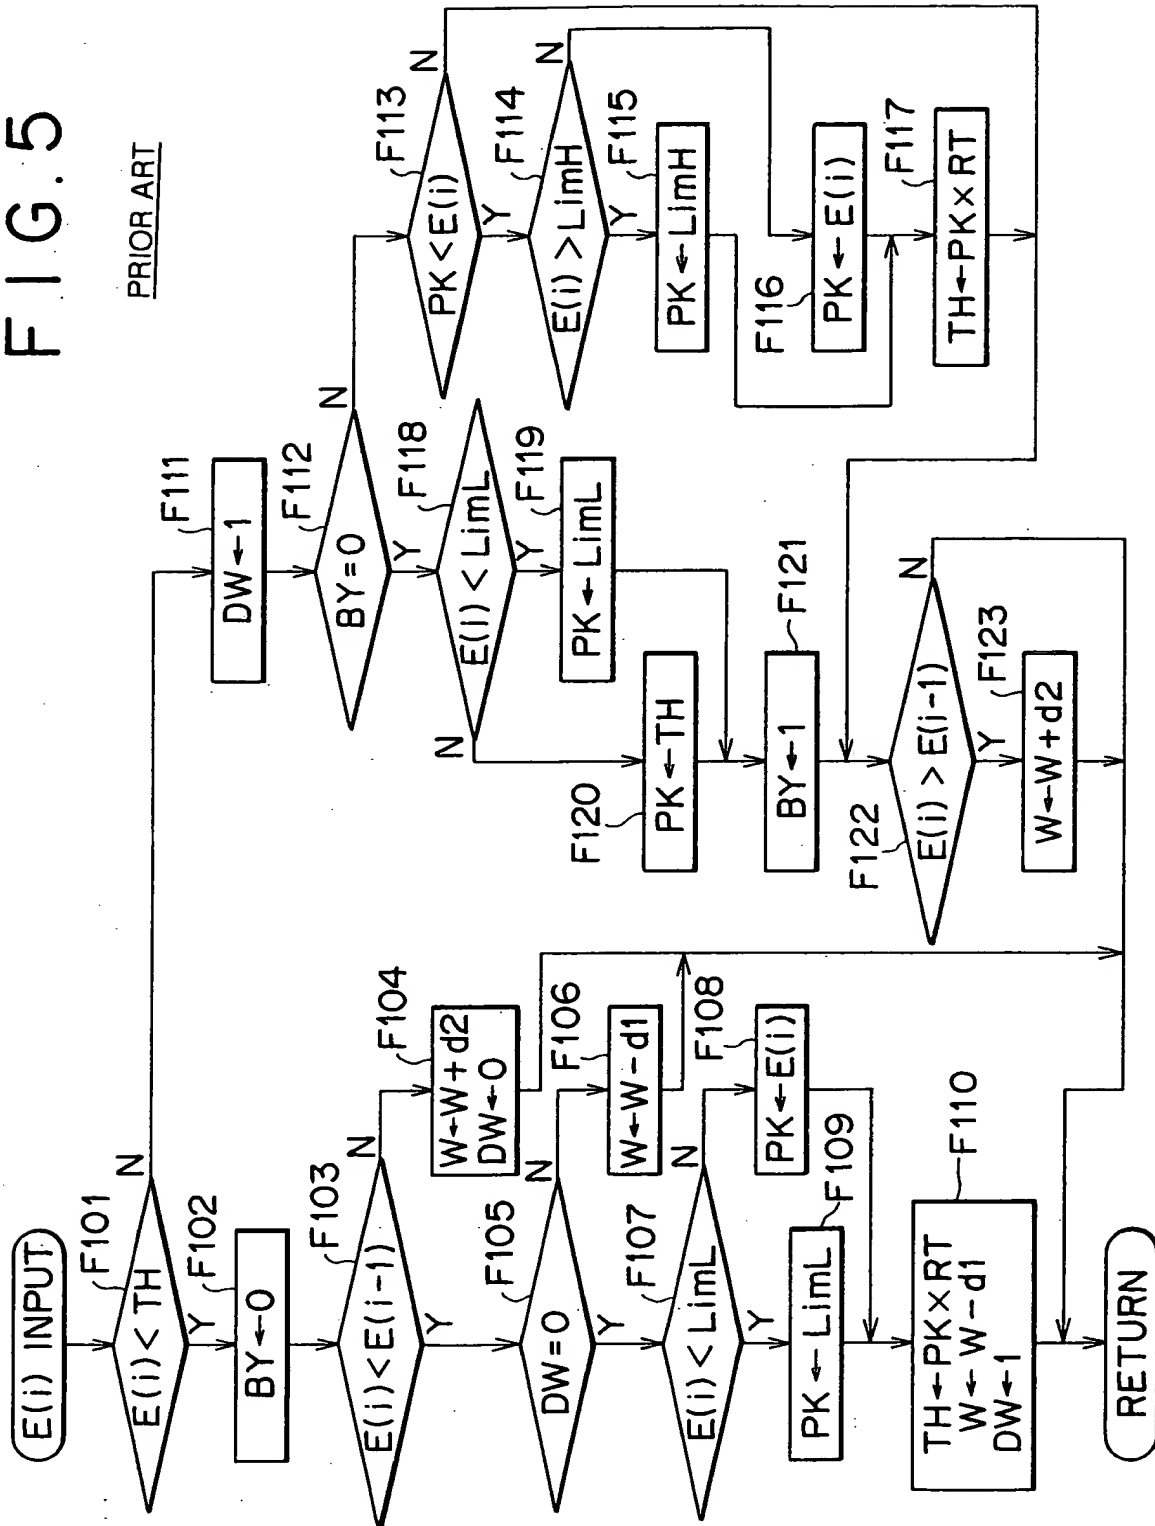 FIG. 5
PRIOR ART
E(i) INPUT
F101
E(i) < TH
N
Y
F102
BY←0
F103
E(i) < E(i-1)
N
Y
F104
W←W+d2
DW←0
F105
DW=0
N
Y
F106
W←W-d1
F107
E(i) < LimL
N
Y
F108
PK←E(i)
F109
PK←LimL
F110
TH←PK×RT
W←W-d1
DW←1
RETURN
F111
DW←1
F112
BY=0
N
Y
F113
PK<E(i)
N
Y
F114
E(i) >LimH
N
Y
F115
PK←LimH
F116
PK←E(i)
F117
TH←PK×RT
F118
E(i) < LimL
N
Y
F119
PK←LimL
F120
PK←TH
F121
BY←1
F122
E(i) > E(i-1)
N
Y
F123
W←W+d2